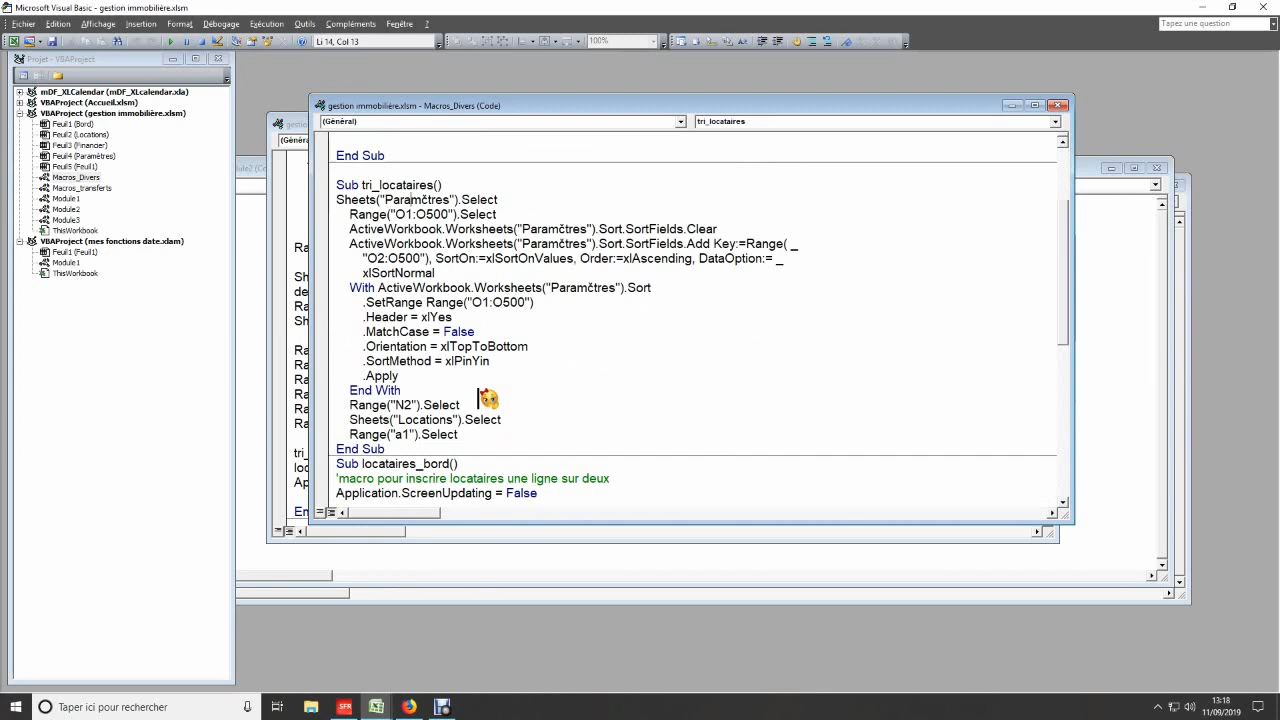 Microsoft Visual Basic - gestion immobilière.xlsm
Fichier Edition Affichage Insertion Format Débogage Exécution Outils Compléments Fenêtre ?
Tapez une question
Li 14, Col 13
100%
Projet - VBAProject
mDF_XLCalendar (mDF_XLcalendar.xla)
VBAProject (Accueil.xlsm)
VBAProject (gestion immobilière.xlsm)
Feuil1 (Bord)
Feuil2 (Locations)
Feuil3 (Financier)
Feuil4 (Paramètres)
Feuil5 (Feuil1)
Macros_Divers
Macros_transferts
Module1
Module2
Module3
ThisWorkbook
VBAProject (mes fonctions date.xlam)
Feuil1 (Feuil1)
Module1
ThisWorkbook
gestion immobilière.xlsm - Macros_Divers (Code)
(Général)
tri_locataires
End Sub
Sub tri_locataires()
Sheets("Paramčtres").Select
Range("O1:O500").Select
ActiveWorkbook.Worksheets("Paramčtres").Sort.SortFields.Clear
ActiveWorkbook.Worksheets("Paramčtres").Sort.SortFields.Add Key:=Range( _
"O2:O500"), SortOn:=xlSortOnValues, Order:=xlAscending, DataOption:= _
xlSortNormal
With ActiveWorkbook.Worksheets("Paramčtres").Sort
.SetRange Range("O1:O500")
.Header = xlYes
.MatchCase = False
.Orientation = xlTopToBottom
.SortMethod = xlPinYin
.Apply
End With
Range("N2").Select
Sheets("Locations").Select
Range("a1").Select
End Sub
Sub locataires_bord()
'macro pour inscrire locataires une ligne sur deux
Application.ScreenUpdating = False
Taper ici pour rechercher
SFR
13:18
11/09/2019